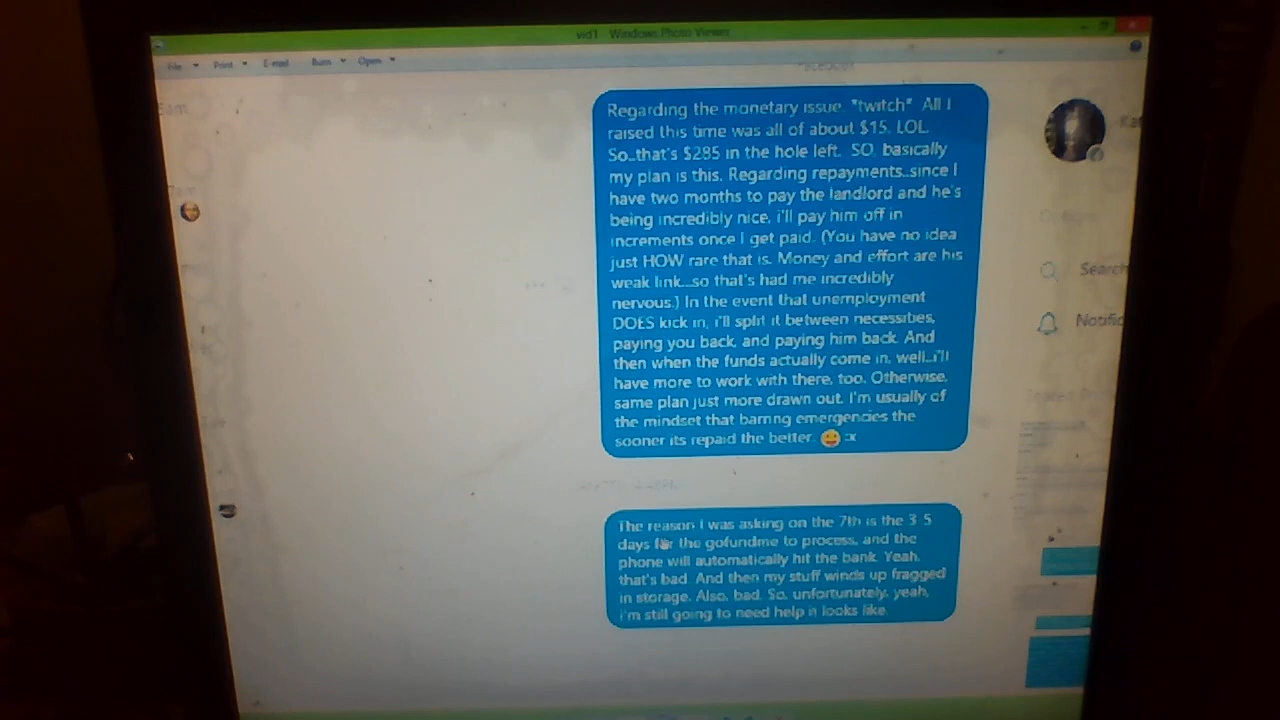 vid1 - Windows Photo Viewer
File Print E-mail Burn Open
Facebook
Sam
Regarding the monetary issue. *twitch* All I
raised this time was all of about $15. LOL.
So..that's $285 in the hole left. SO, basically
my plan is this. Regarding repayments..since I
have two months to pay the landlord and he's
being incredibly nice, i'll pay him off in
increments once I get paid. (You have no idea
just HOW rare that is. Money and effort are his
weak link...so that's had me incredibly
nervous.) In the event that unemployment
DOES kick in, i'll split it between necessities,
paying you back, and paying him back. And
then when the funds actually come in, well...i'll
have more to work with there, too. Otherwise,
same plan just more drawn out. I'm usually of
the mindset that barring emergencies the
sooner its repaid the better. 😀 :x
The reason I was asking on the 7th is the 3-5
days for the gofundme to process, and the
phone will automatically hit the bank. Yeah,
that's bad. And then my stuff winds up fragged
in storage. Also, bad. So, unfortunately, yeah,
i'm still going to need help it looks like.
Kar
Options
Search
Notific